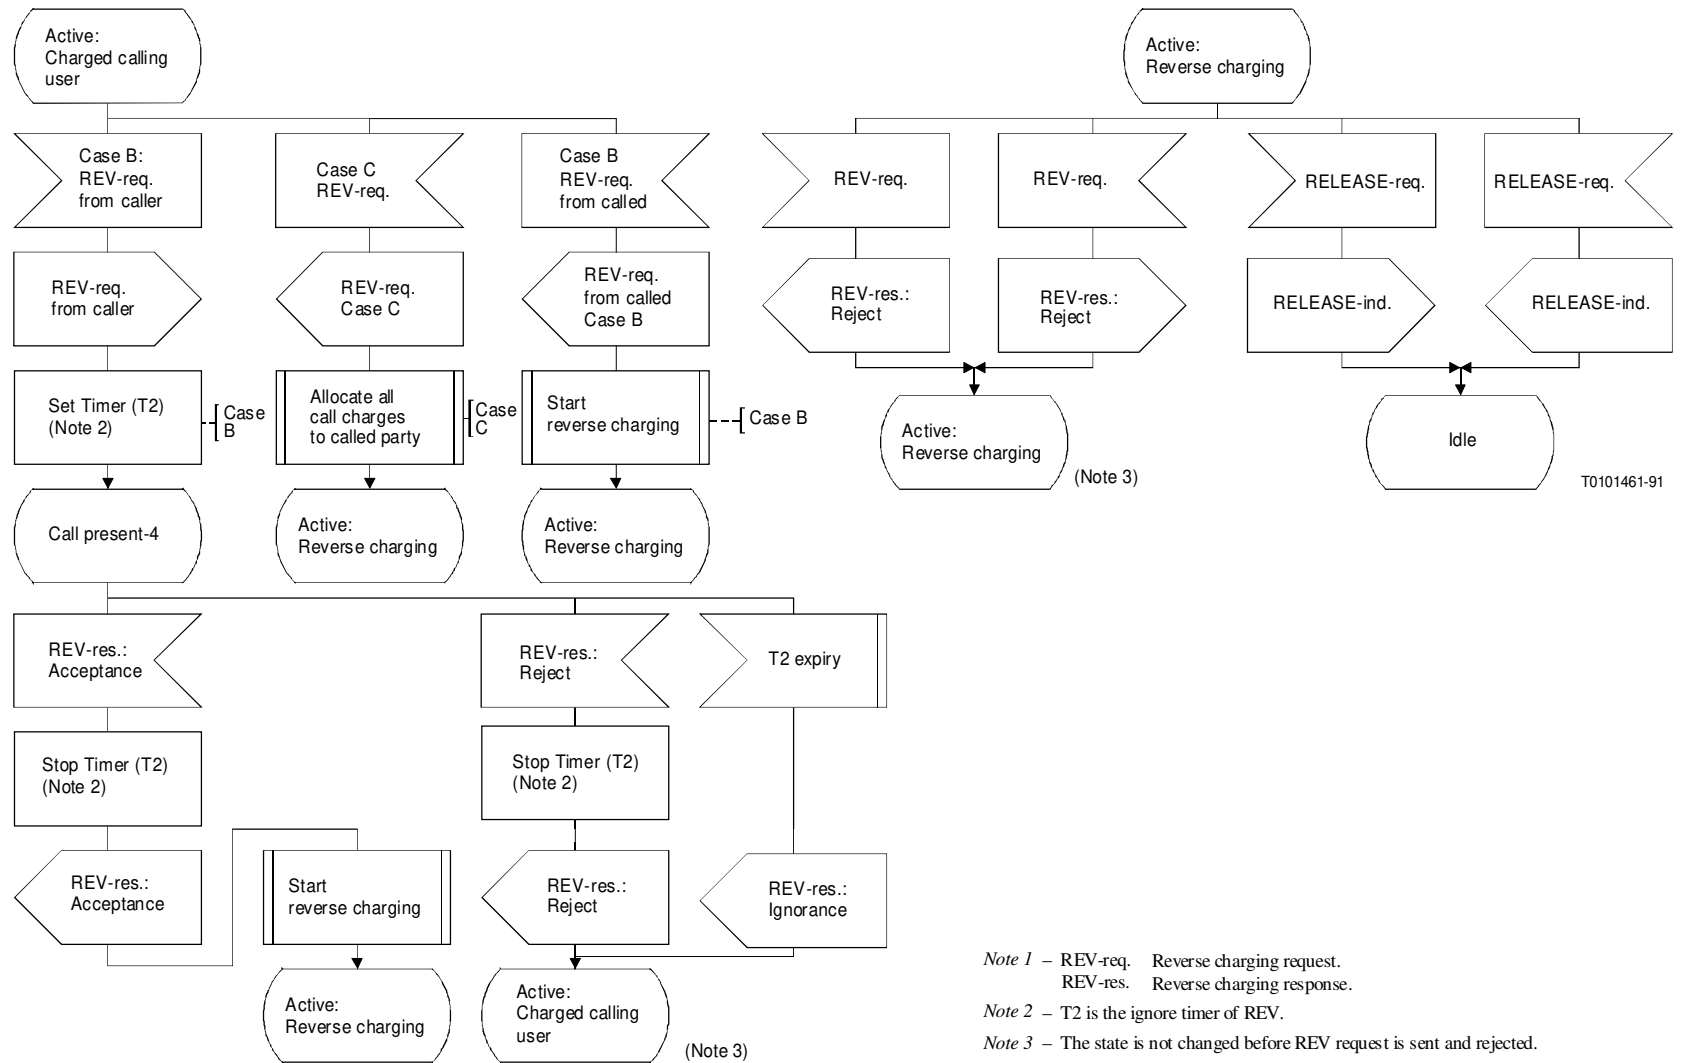 Active:
Charged calling
user
Active:
Reverse charging
Case B:
REV-req.
from caller
Case C
REV-req.
Case B
REV-req.
from called
REV-req.
REV-req.
RELEASE-req.
RELEASE-req.
REV-req.
from caller
REV-req.
Case C
REV-req.
from called
Case B
REV-res.:
Reject
REV-res.:
Reject
RELEASE-ind.
RELEASE-ind.
Set Timer (T2)
(Note 2)
Case
B
Allocate all
call charges
to called party
Case
C
Start
reverse charging
Case B
Active:
Reverse charging
(Note 3)
Idle
T0101461-91
Call present-4
Active:
Reverse charging
Active:
Reverse charging
REV-res.:
Acceptance
REV-res.:
Reject
T2 expiry
Stop Timer (T2)
(Note 2)
Stop Timer (T2)
(Note 2)
REV-res.:
Acceptance
Start
reverse charging
REV-res.:
Reject
REV-res.:
Ignorance
Active:
Reverse charging
Active:
Charged calling
user
(Note 3)
Note 1 – REV-req. Reverse charging request.
REV-res. Reverse charging response.
Note 2 – T2 is the ignore timer of REV.
Note 3 – The state is not changed before REV request is sent and rejected.